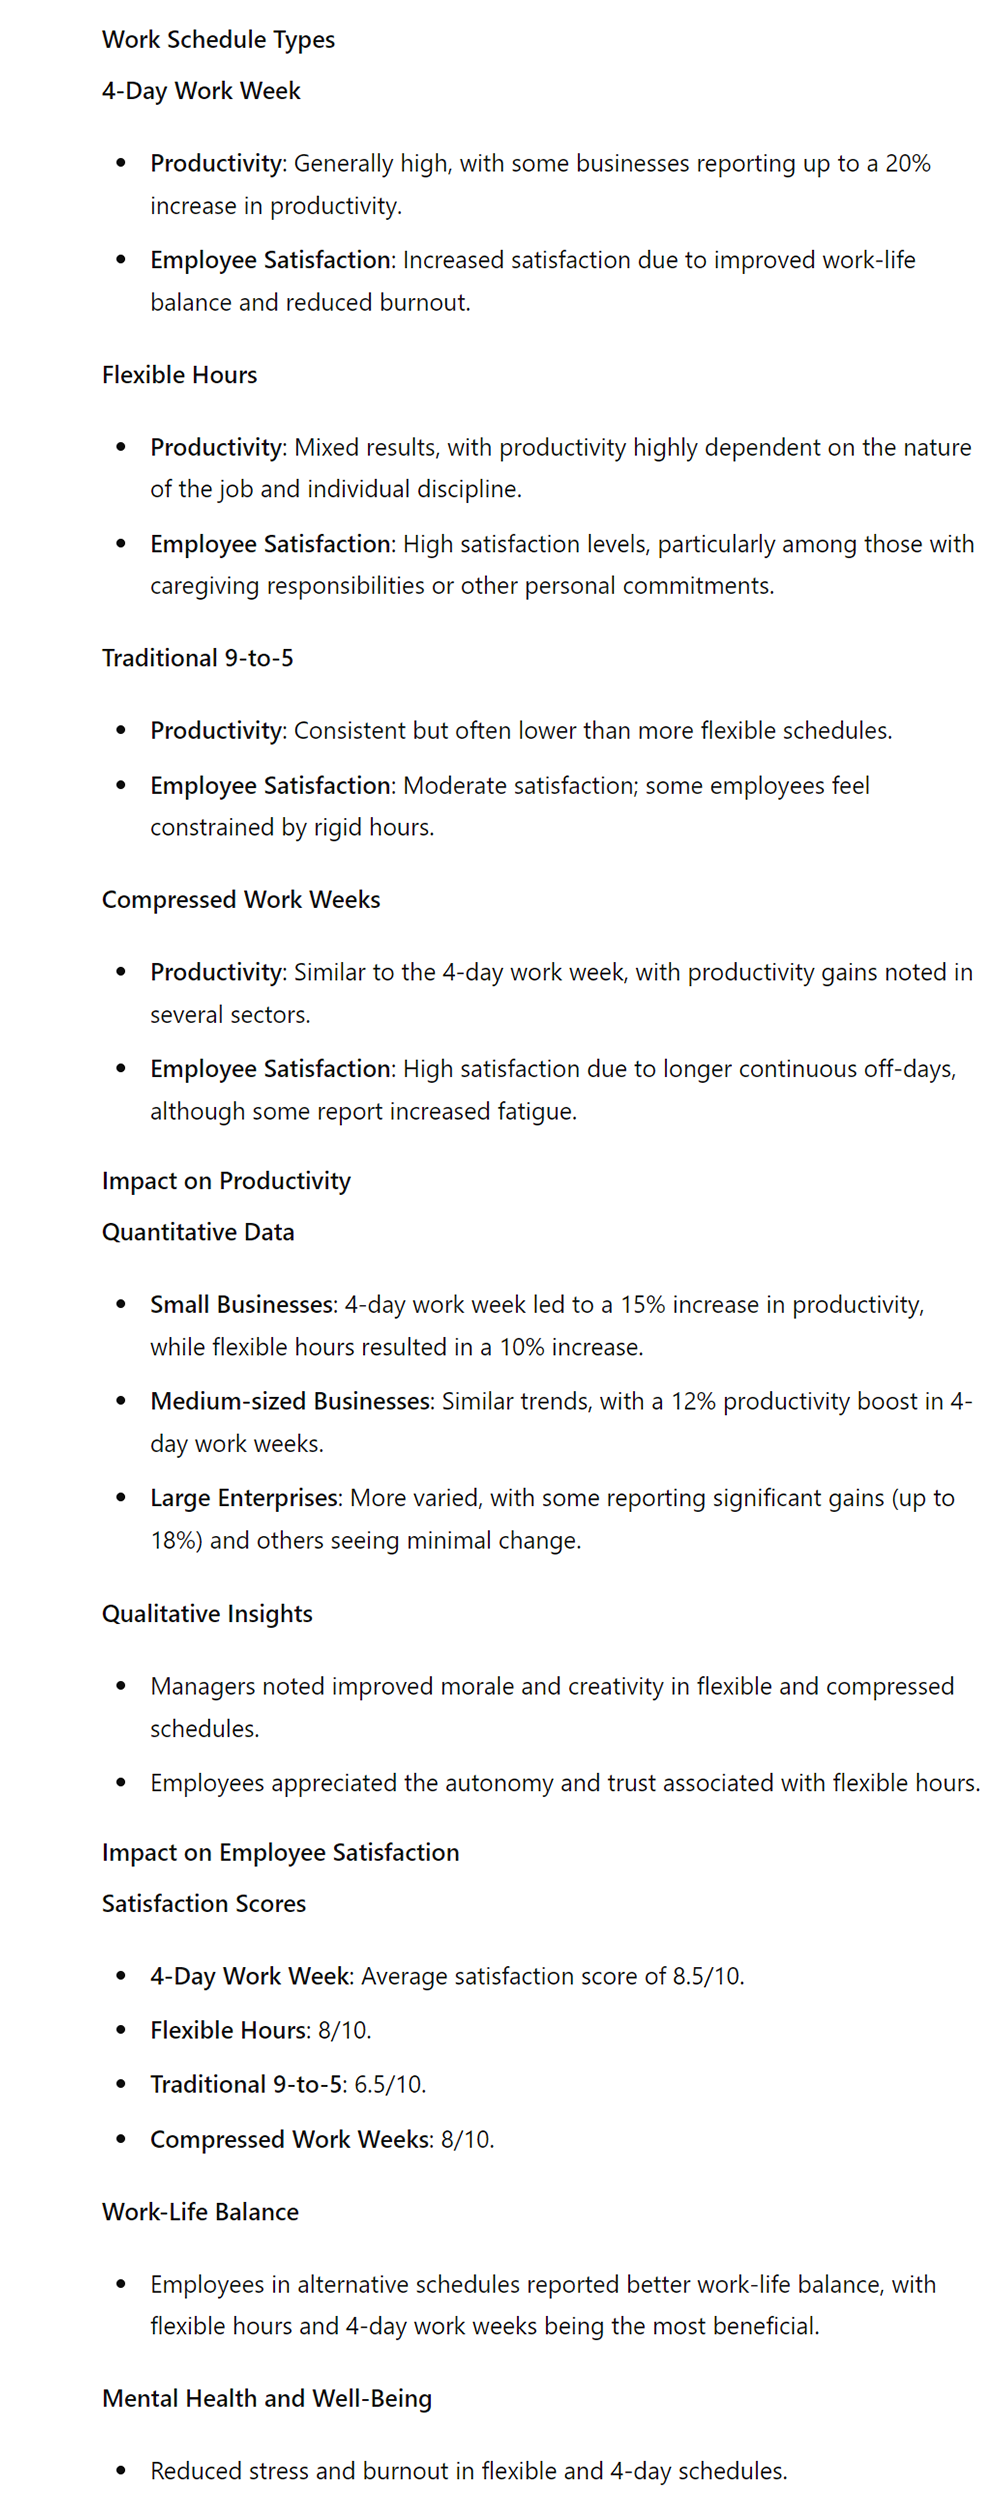 Work Schedule Types
4-Day Work Week
• Productivity: Generally high, with some businesses reporting up to a 20%
increase in productivity.
• Employee Satisfaction: Increased satisfaction due to improved work-life
balance and reduced burnout.
Flexible Hours
• Productivity: Mixed results, with productivity highly dependent on the nature
of the job and individual discipline.
• Employee Satisfaction: High satisfaction levels, particularly among those with
caregiving responsibilities or other personal commitments.
Traditional 9-to-5
• Productivity: Consistent but often lower than more flexible schedules.
• Employee Satisfaction: Moderate satisfaction; some employees feel
constrained by rigid hours.
Compressed Work Weeks
• Productivity: Similar to the 4-day work week, with productivity gains noted in
several sectors.
• Employee Satisfaction: High satisfaction due to longer continuous off-days,
although some report increased fatigue.
Impact on Productivity
Quantitative Data
• Small Businesses: 4-day work week led to a 15% increase in productivity,
while flexible hours resulted in a 10% increase.
• Medium-sized Businesses: Similar trends, with a 12% productivity boost in 4-
day work weeks.
• Large Enterprises: More varied, with some reporting significant gains (up to
18%) and others seeing minimal change.
Qualitative Insights
• Managers noted improved morale and creativity in flexible and compressed
schedules.
• Employees appreciated the autonomy and trust associated with flexible hours.
Impact on Employee Satisfaction
Satisfaction Scores
• 4-Day Work Week: Average satisfaction score of 8.5/10.
• Flexible Hours: 8/10.
• Traditional 9-to-5: 6.5/10.
• Compressed Work Weeks: 8/10.
Work-Life Balance
• Employees in alternative schedules reported better work-life balance, with
flexible hours and 4-day work weeks being the most beneficial.
Mental Health and Well-Being
• Reduced stress and burnout in flexible and 4-day schedules.